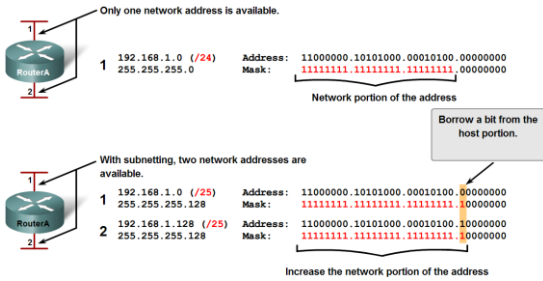 Only one network address is available.
1
RouterA
2
1 192.168.1.0 (/24) Address: 11000000.10101000.00010100.00000000
255.255.255.0 Mask: 11111111.11111111.11111111.00000000
Network portion of the address
Borrow a bit from the
host portion.
With subnetting, two network addresses are
available.
1
RouterA
2
1 192.168.1.0 (/25) Address: 11000000.10101000.00010100.00000000
255.255.255.128 Mask: 11111111.11111111.11111111.10000000
2 192.168.1.128 (/25) Address: 11000000.10101000.00010100.10000000
255.255.255.128 Mask: 11111111.11111111.11111111.10000000
Increase the network portion of the address